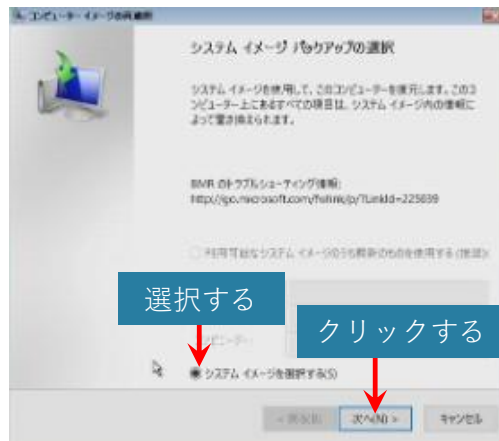 コンピューター イメージの再適用
システム イメージ バックアップの選択
システム イメージを使用して、このコンピューターを復元します。このコ
ンピューター上にあるすべての項目は、システム イメージ内の情報に
よって置き換えられます。
BMR のトラブルシューティング情報:
http://go.microsoft.com/fwlink/p/?LinkId=225039
利用可能なシステム イメージのうち最新のものを使用する (推奨)(
選択する
クリックする
システム イメージを選択する(S)
< 戻る(B)
次へ(N) >
キャンセル